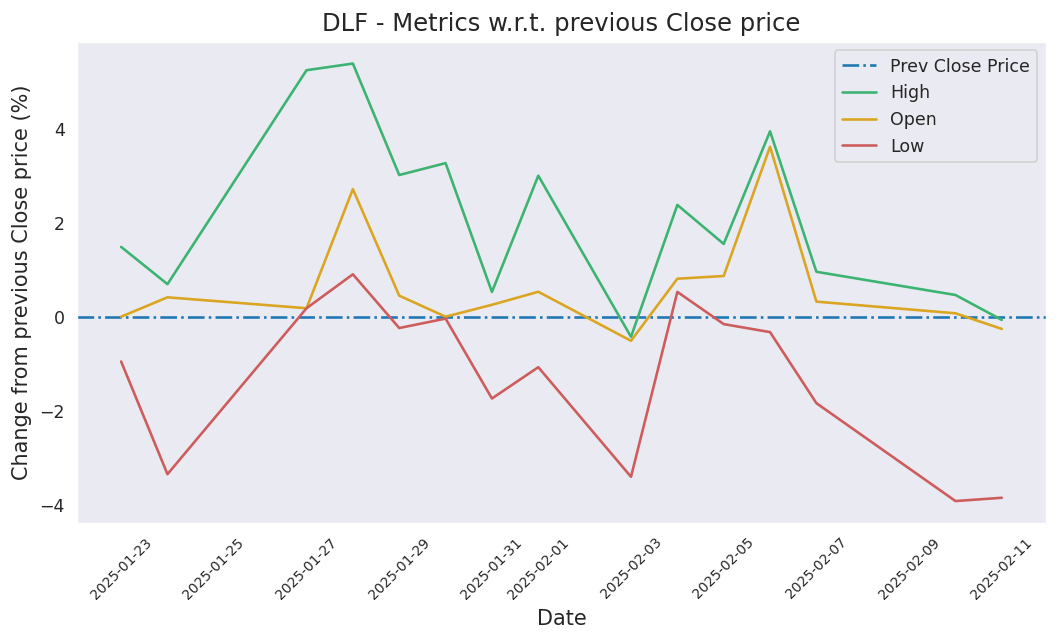 DLF - Metrics w.r.t. previous Close price
Prev Close Price
High
Open
Low
Change from previous Close price (%)
4
2
0
−2
−4
2025-01-23
2025-01-25
2025-01-27
2025-01-29
2025-01-31
2025-02-01
2025-02-03
2025-02-05
2025-02-07
2025-02-09
2025-02-11
Date